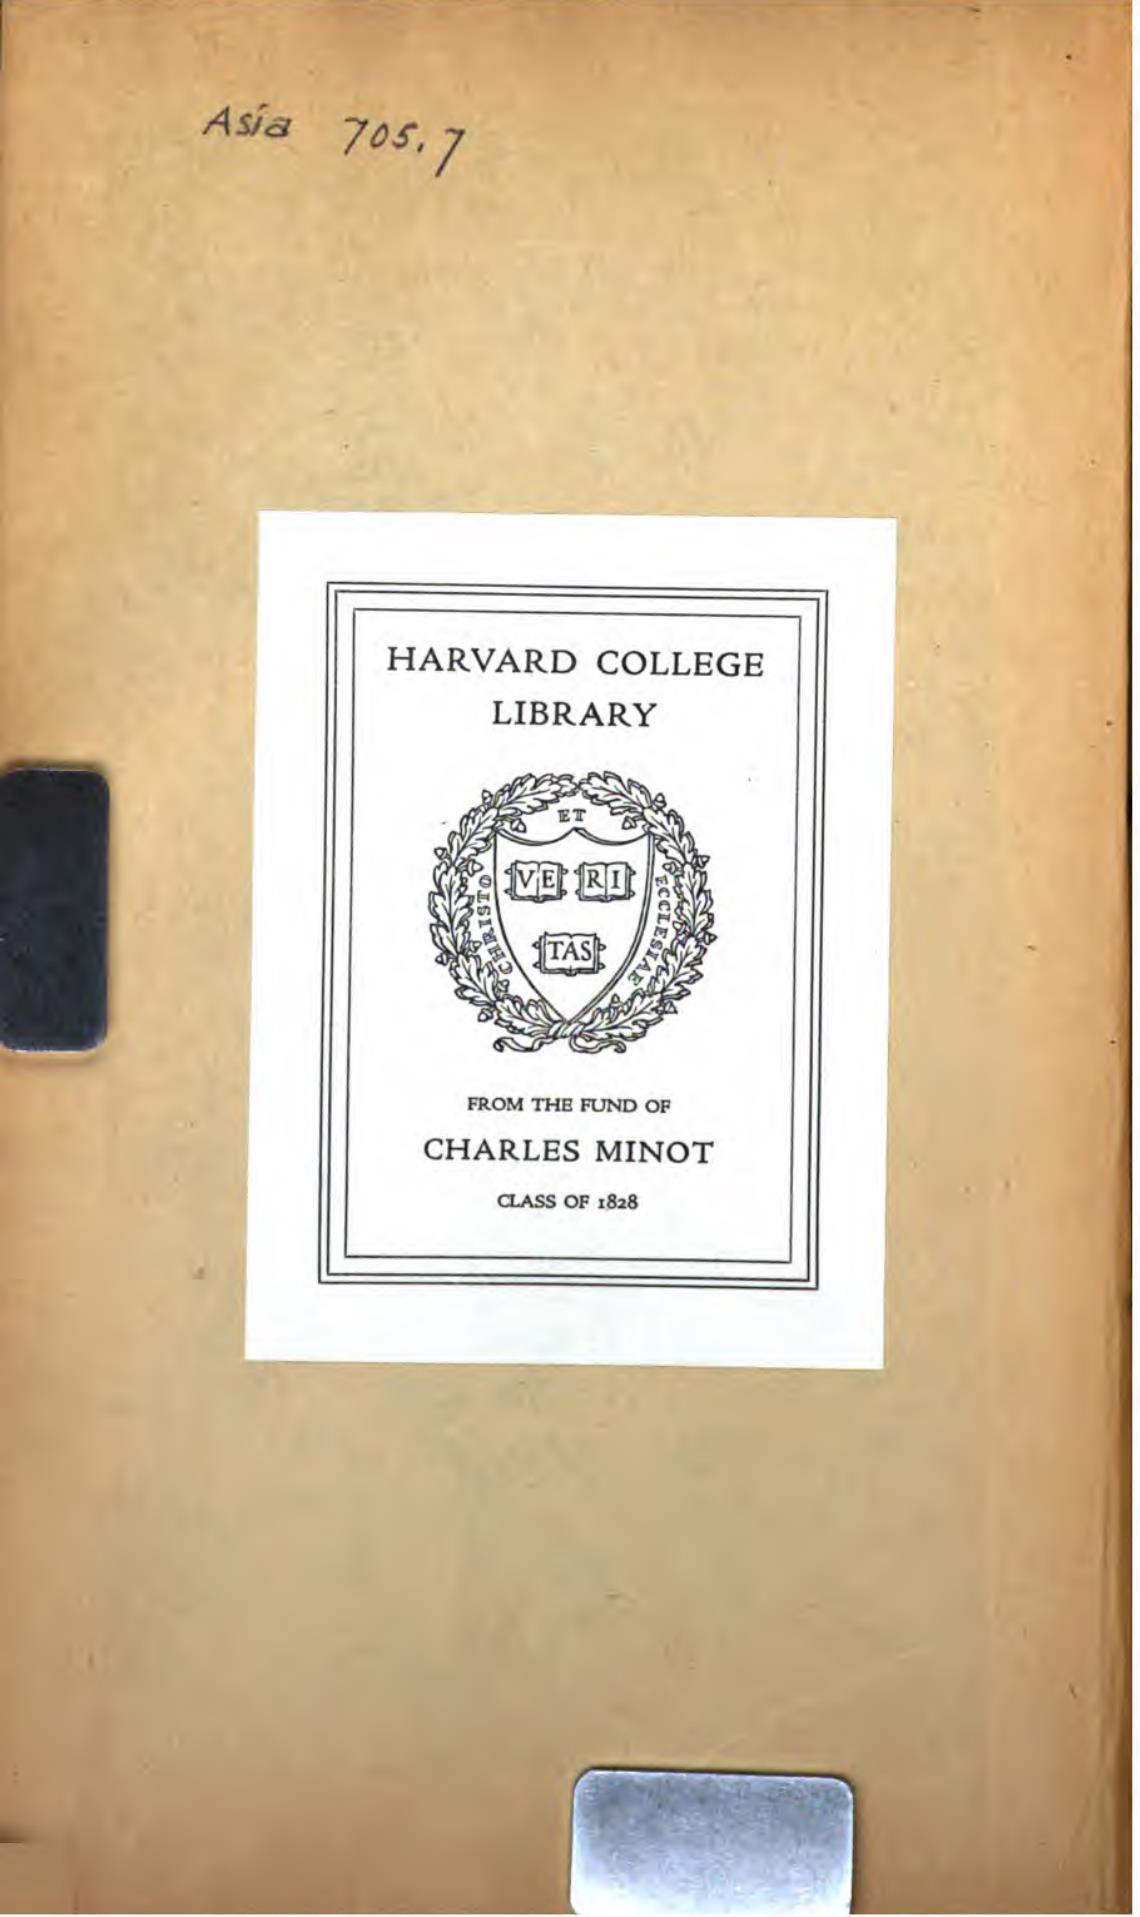 Asia 705.7
HARVARD COLLEGE
LIBRARY
ET
CHRISTO
VE RI
TAS
ECCLESIAE
FROM THE FUND OF
CHARLES MINOT
CLASS OF 1828